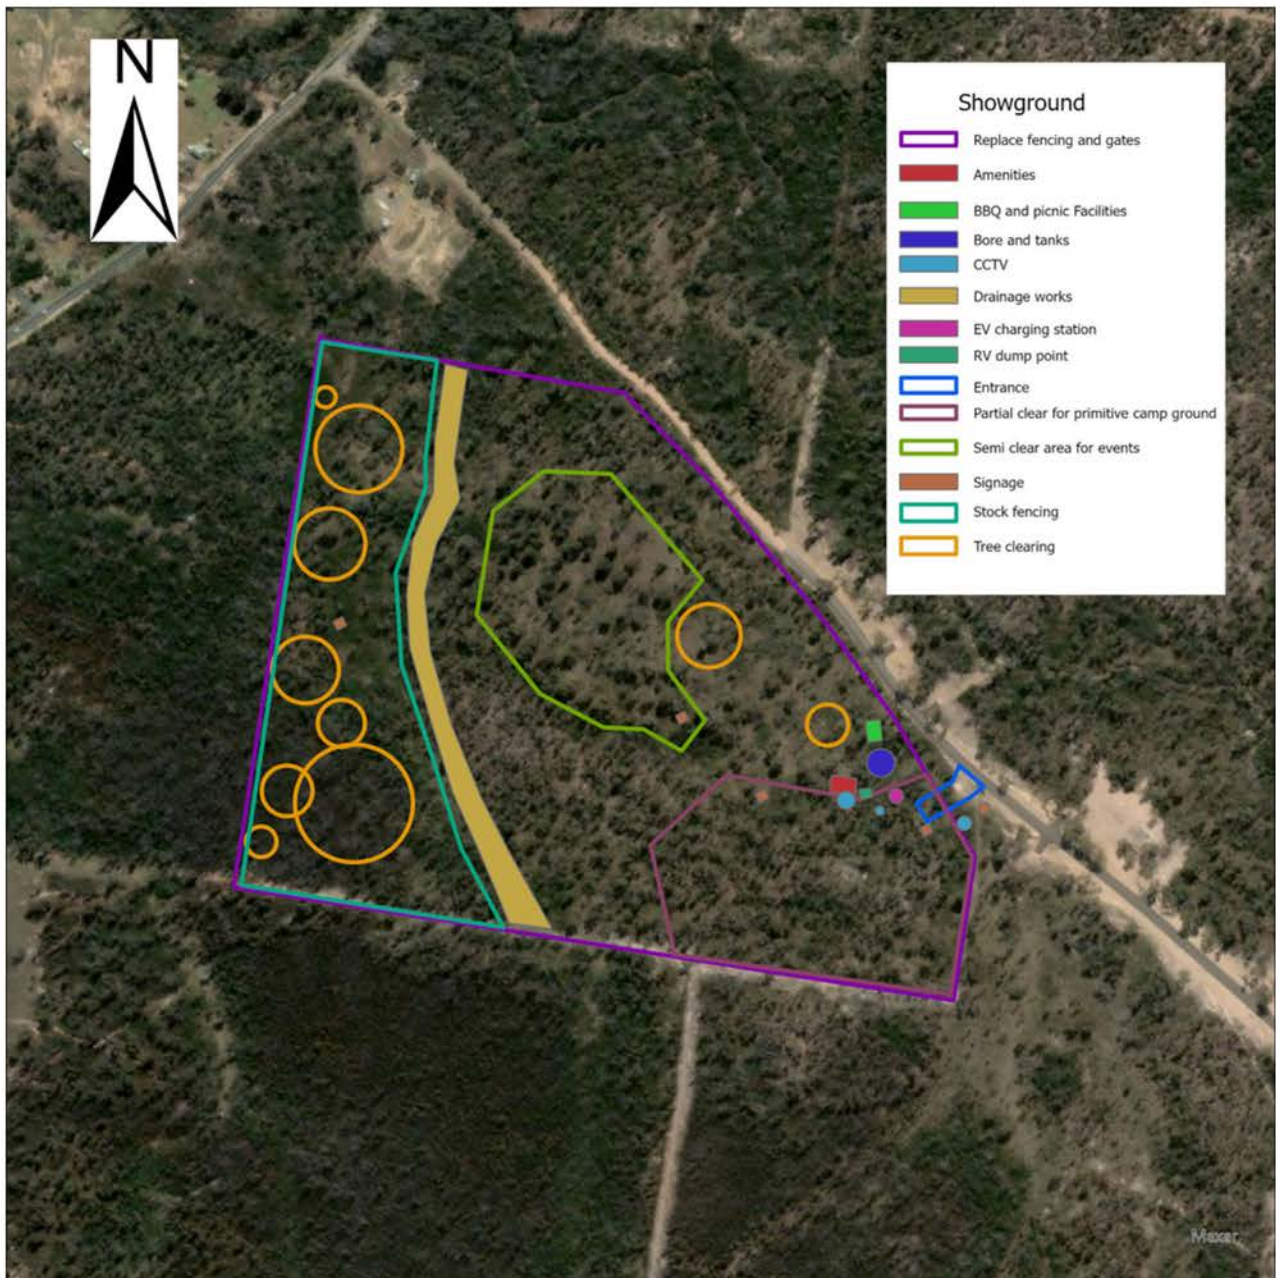 N
Showground
Replace fencing and gates
Amenities
BBQ and picnic Facilities
Bore and tanks
CCTV
Drainage works
EV charging station
RV dump point
Entrance
Partial clear for primitive camp ground
Semi clear area for events
Signage
Stock fencing
Tree clearing
Maxar